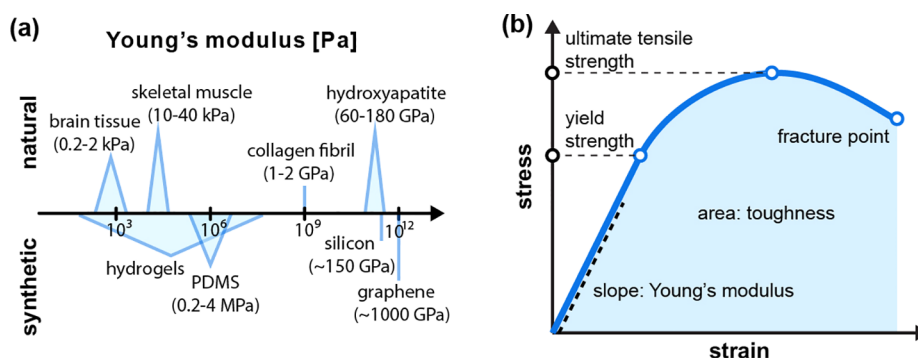 (a)
Young's modulus [Pa]
natural
synthetic
brain tissue
(0.2-2 kPa)
skeletal muscle
(10-40 kPa)
collagen fibril
(1-2 GPa)
hydroxyapatite
(60-180 GPa)
10³
10⁶
10⁹
10¹²
hydrogels
PDMS
(0.2-4 MPa)
silicon
(~150 GPa)
graphene
(~1000 GPa)
(b)
stress
ultimate tensile
strength
yield
strength
fracture point
area: toughness
slope: Young's modulus
strain